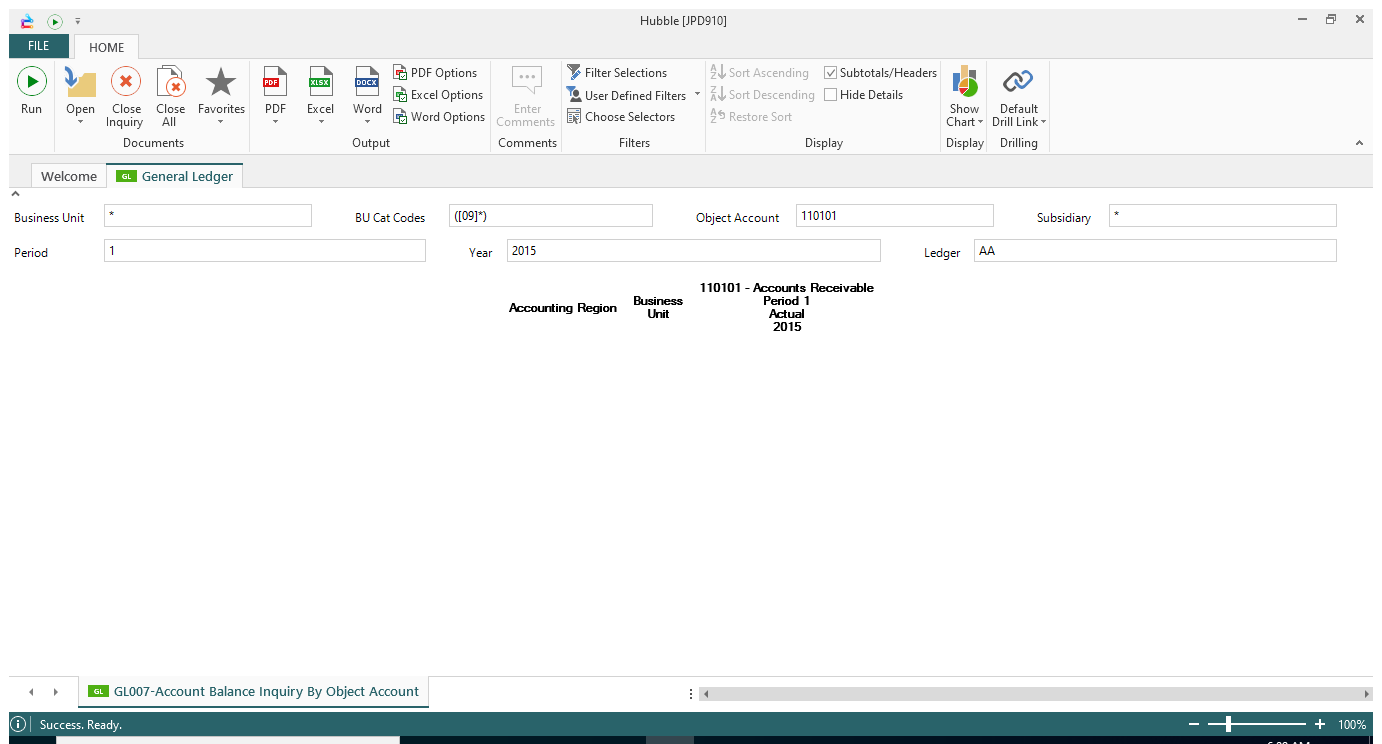 Hubble [JPD910]
FILE HOME
Run
Open
Close Inquiry
Close All
Favorites
Documents
PDF
Excel
Word
PDF Options
Excel Options
Word Options
Output
Enter Comments
Comments
Filter Selections
User Defined Filters
Choose Selectors
Filters
Sort Ascending
Sort Descending
Restore Sort
Subtotals/Headers
Hide Details
Display
Show Chart
Display
Default Drill Link
Drilling
Welcome GL General Ledger
Business Unit * BU Cat Codes ([09]*) Object Account 110101 Subsidiary *
Period 1 Year 2015 Ledger AA
Accounting Region
Business
Unit
110101 - Accounts Receivable
Period 1
Actual
2015
GL GL007-Account Balance Inquiry By Object Account
Success. Ready. 100%